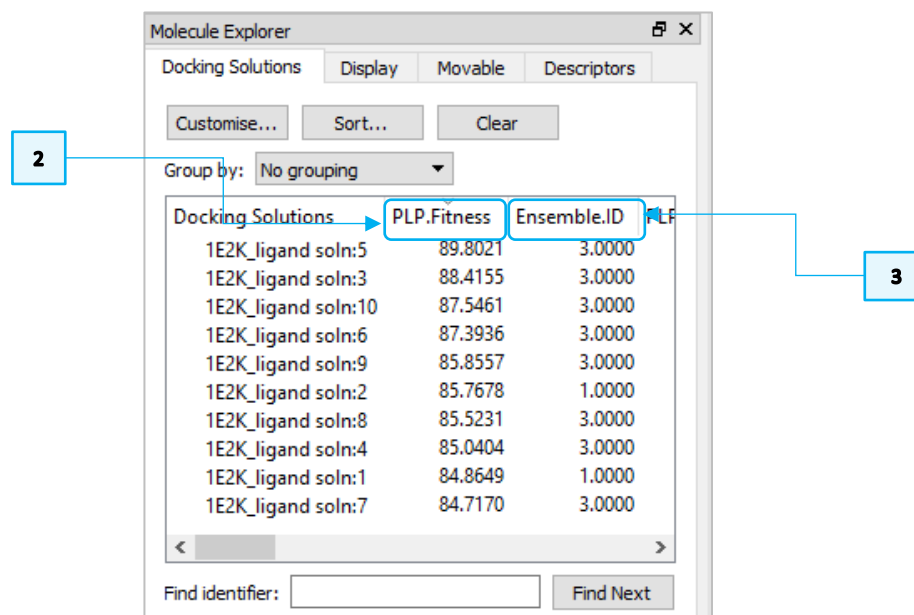 Molecule Explorer
Docking Solutions Display Movable Descriptors
Customise... Sort... Clear
2
Group by: No grouping
Docking Solutions PLP.Fitness Ensemble.ID PLP
1E2K_ligand soln:5 89.8021 3.0000
1E2K_ligand soln:3 88.4155 3.0000
3
1E2K_ligand soln:10 87.5461 3.0000
1E2K_ligand soln:6 87.3936 3.0000
1E2K_ligand soln:9 85.8557 3.0000
1E2K_ligand soln:2 85.7678 1.0000
1E2K_ligand soln:8 85.5231 3.0000
1E2K_ligand soln:4 85.0404 3.0000
1E2K_ligand soln:1 84.8649 1.0000
1E2K_ligand soln:7 84.7170 3.0000
Find identifier: Find Next